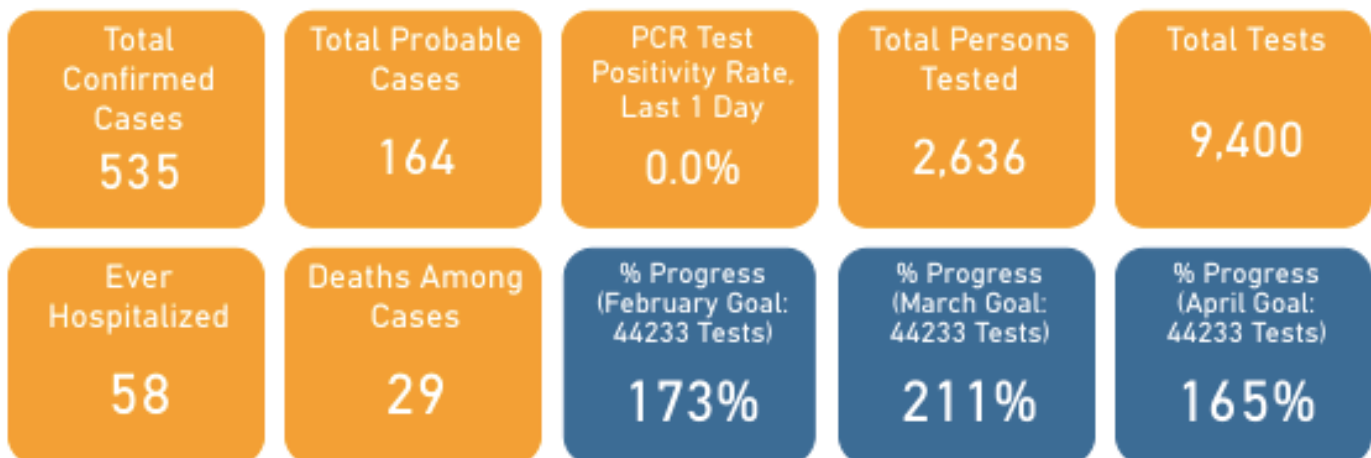 Total
Confirmed
Cases
535
Total Probable
Cases
164
PCR Test
Positivity Rate,
Last 1 Day
0.0%
Total Persons
Tested
2,636
Total Tests
9,400
Ever
Hospitalized
58
Deaths Among
Cases
29
% Progress
(February Goal:
44233 Tests)
173%
% Progress
(March Goal:
44233 Tests)
211%
% Progress
(April Goal:
44233 Tests)
165%